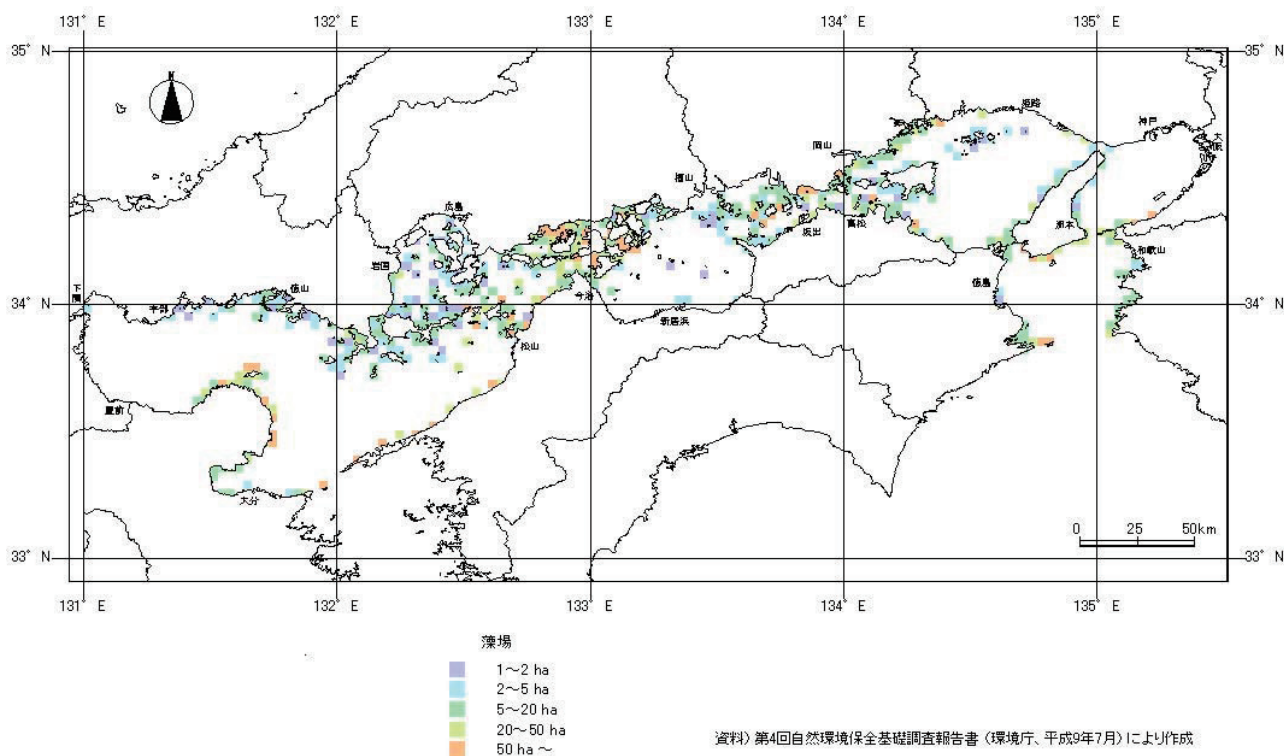 131° E 132° E 133° E 134° E 135° E
35° N 35° N
N
姫路
神戸
大阪
岡山
福山
広島
高松
坂出
洲本
和歌山
岩国
徳山
下関
宇部
今治
34° N 34° N
徳島
新居浜
松山
豊前
大分
0 25 50km
33° N 33° N
131° E 132° E 133° E 134° E 135° E
藻場
1～2 ha
2～5 ha
5～20 ha
20～50 ha
50 ha ～
資料) 第4回自然環境保全基礎調査報告書 (環境庁、平成9年7月) により作成